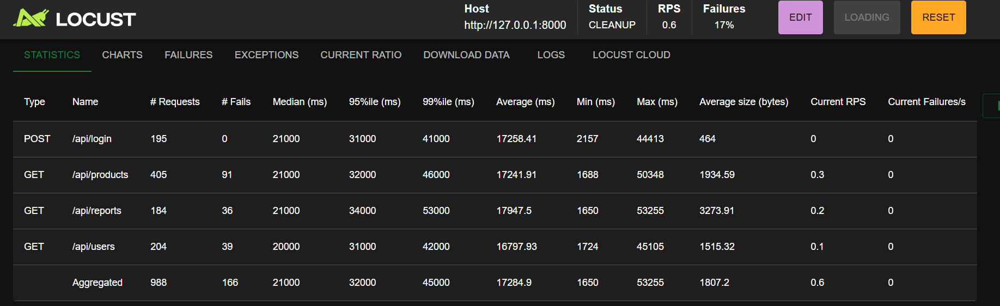 LOCUST
Host
http://127.0.0.1:8000
Status
CLEANUP
RPS
0.6
Failures
17%
EDIT
LOADING
RESET
STATISTICS CHARTS FAILURES EXCEPTIONS CURRENT RATIO DOWNLOAD DATA LOGS LOCUST CLOUD
Type Name # Requests # Fails Median (ms) 95%ile (ms) 99%ile (ms) Average (ms) Min (ms) Max (ms) Average size (bytes) Current RPS Current Failures/s
POST /api/login 195 0 21000 31000 41000 17258.41 2157 44413 464 0 0
GET /api/products 405 91 21000 32000 46000 17241.91 1688 50348 1934.59 0.3 0
GET /api/reports 184 36 21000 34000 53000 17947.5 1650 53255 3273.91 0.2 0
GET /api/users 204 39 20000 31000 42000 16797.93 1724 45105 1515.32 0.1 0
Aggregated 988 166 21000 32000 45000 17284.9 1650 53255 1807.2 0.6 0